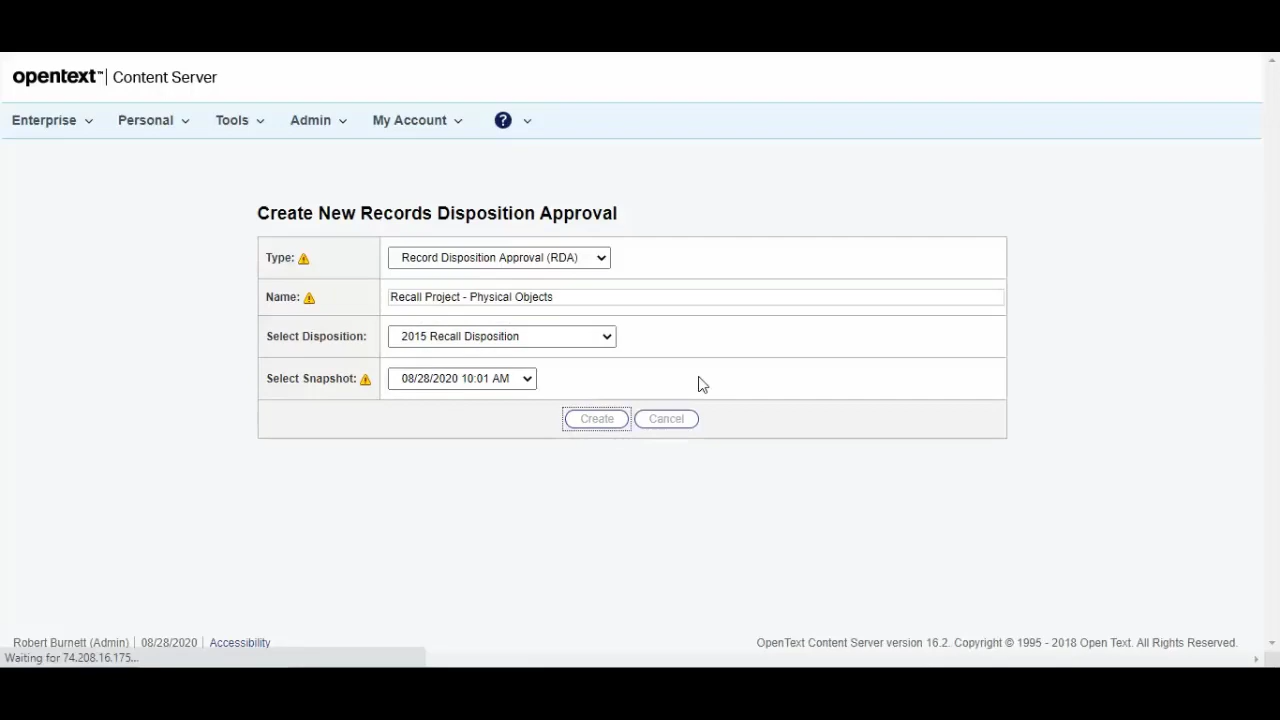 opentext™ | Content Server
Enterprise Personal Tools Admin My Account ?
Create New Records Disposition Approval
Type: Record Disposition Approval (RDA)
Name: Recall Project - Physical Objects
Select Disposition: 2015 Recall Disposition
Select Snapshot: 08/28/2020 10:01 AM
Create Cancel
Robert Burnett (Admin) | 08/28/2020 | Accessibility OpenText Content Server version 16.2. Copyright © 1995 - 2018 Open Text. All Rights Reserved.
Waiting for 74.208.16.175...